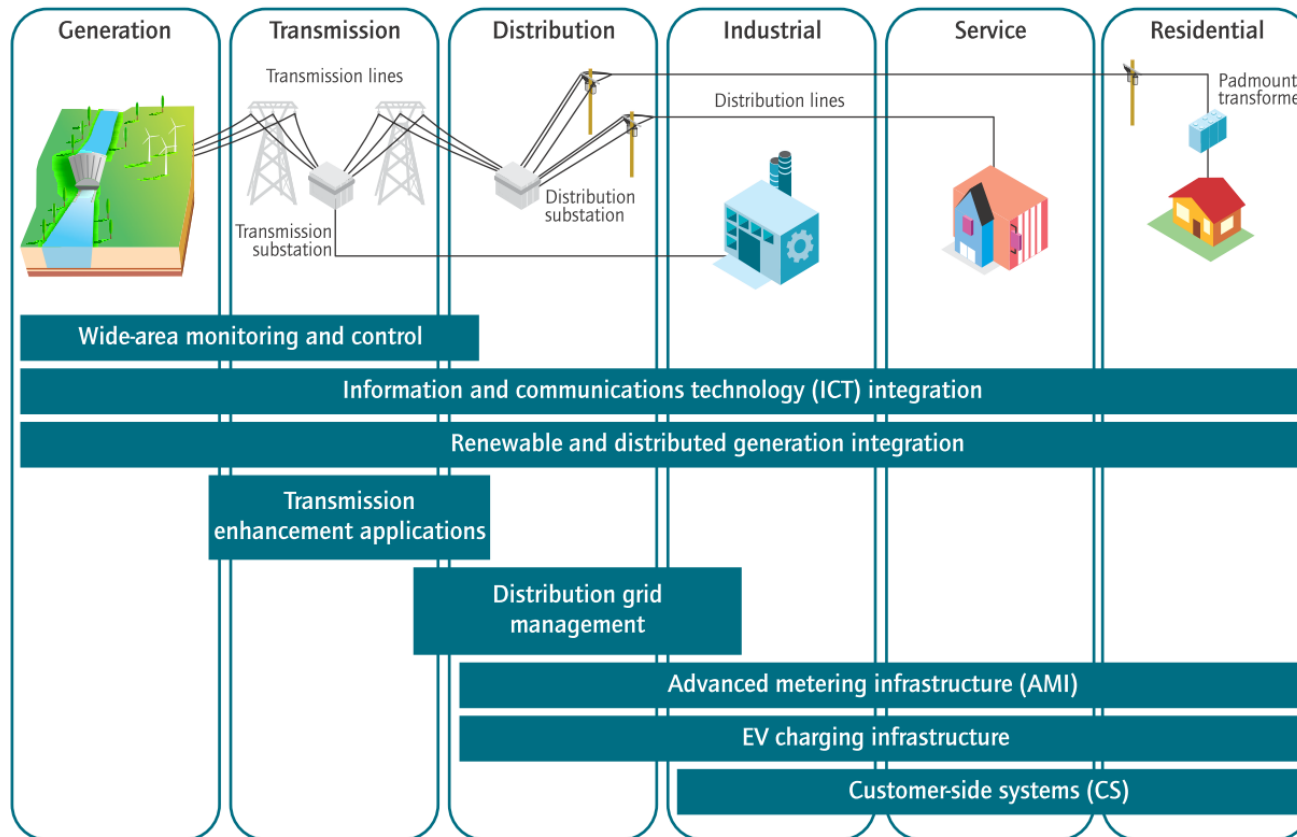 Generation
Transmission
Distribution
Industrial
Service
Residential
Transmission lines
Distribution lines
Padmount
transforme
Transmission
substation
Distribution
substation
Wide-area monitoring and control
Information and communications technology (ICT) integration
Renewable and distributed generation integration
Transmission
enhancement applications
Distribution grid
management
Advanced metering infrastructure (AMI)
EV charging infrastructure
Customer-side systems (CS)